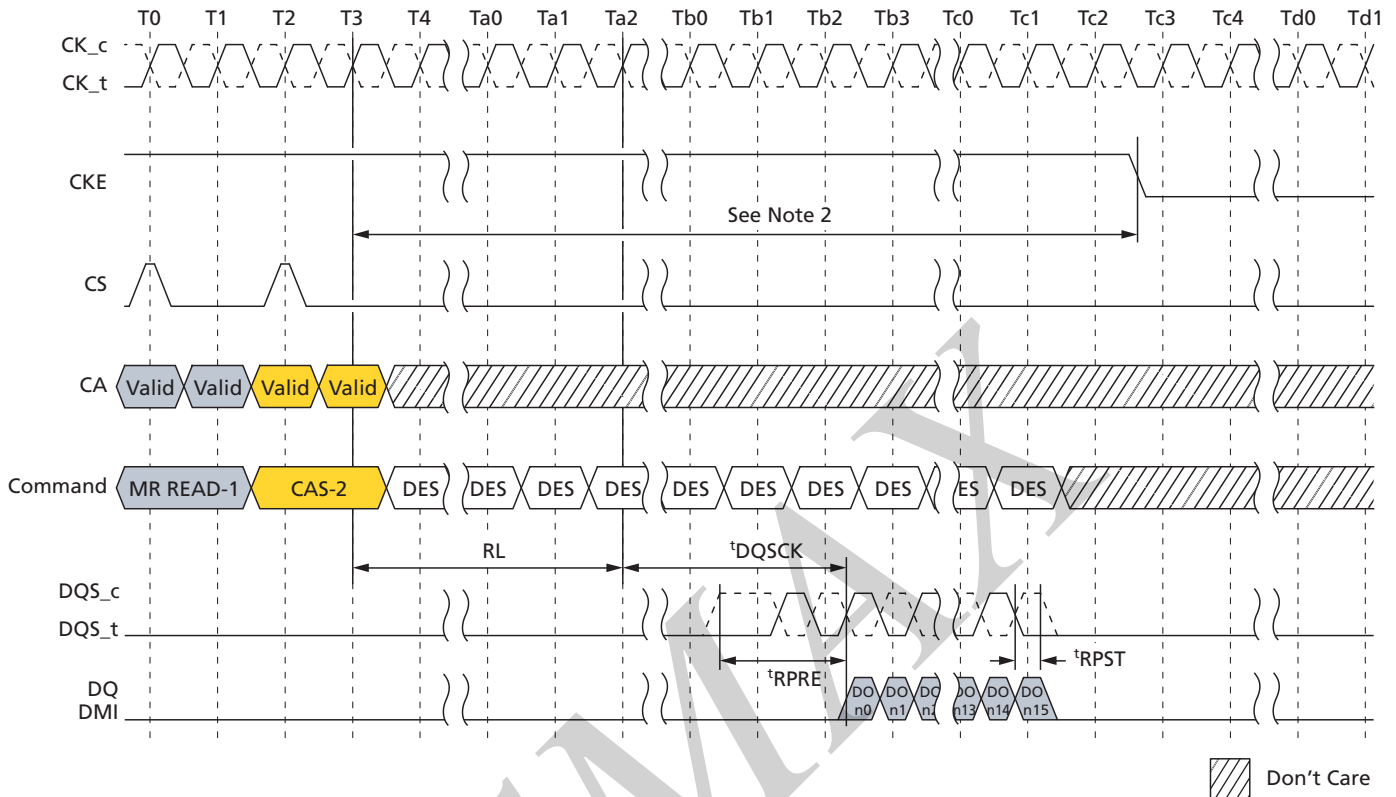 T0 T1 T2 T3 T4 Ta0 Ta1 Ta2 Tb0 Tb1 Tb2 Tb3 Tc0 Tc1 Tc2 Tc3 Tc4 Td0 Td1
CK_c
CK_t
CKE
See Note 2
CS
CA Valid Valid Valid Valid
Command MR READ-1 CAS-2 DES DES DES DES DES DES DES DES ES DES
RL tDQSCK
DQS_c
DQS_t
tRPRE tRPST
DQ
DMI
DO n0 DO n1 DO n2 DO n13 DO n14 DO n15
Don't Care